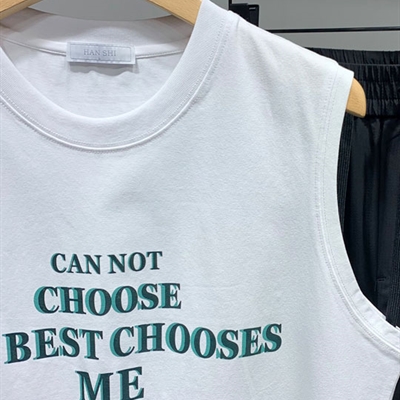 HAN SHI
CAN NOT
CHOOSE
BEST CHOOSES
ME